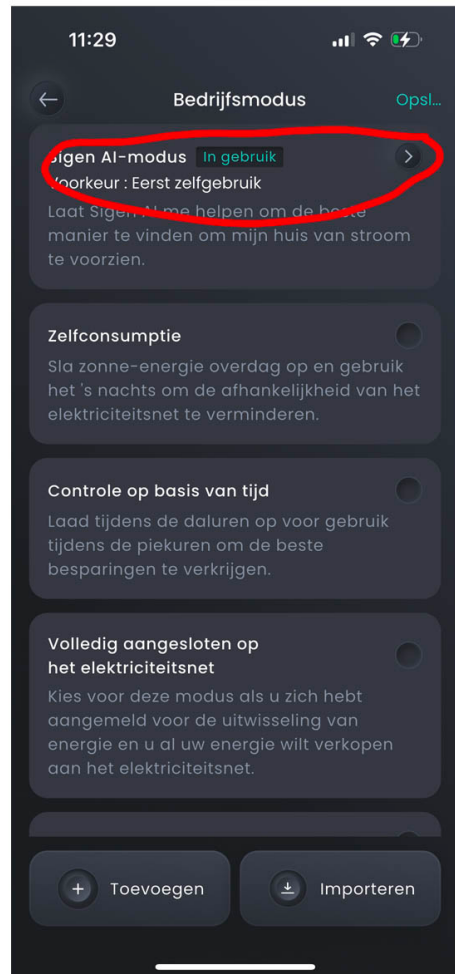 11:29
Bedrijfsmodus
Opsl...
Sigen AI-modus In gebruik
Voorkeur : Eerst zelfgebruik
Laat Sigen AI me helpen om de beste
manier te vinden om mijn huis van stroom
te voorzien.
Zelfconsumptie
Sla zonne-energie overdag op en gebruik
het 's nachts om de afhankelijkheid van het
elektriciteitsnet te verminderen.
Controle op basis van tijd
Laad tijdens de daluren op voor gebruik
tijdens de piekuren om de beste
besparingen te verkrijgen.
Volledig aangesloten op
het elektriciteitsnet
Kies voor deze modus als u zich hebt
aangemeld voor de uitwisseling van
energie en u al uw energie wilt verkopen
aan het elektriciteitsnet.
Toevoegen
Importeren